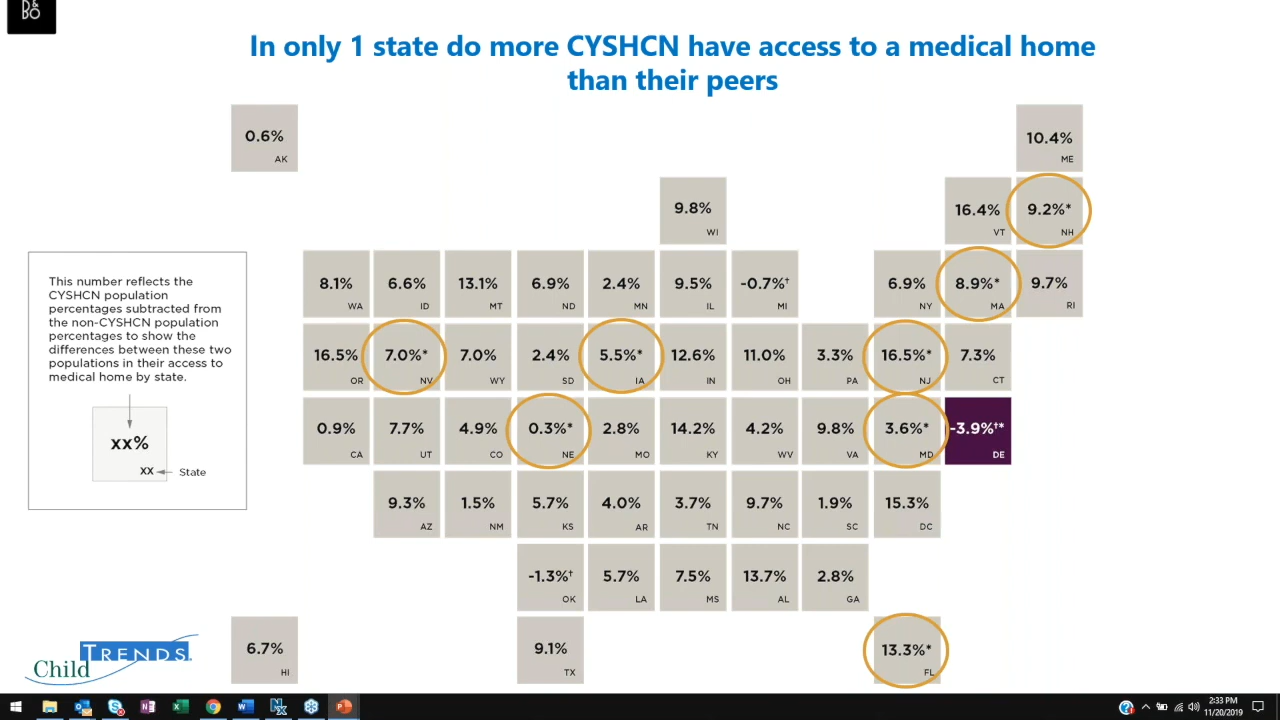 B&
BO
In only 1 state do more CYSHCN have access to a medical home
than their peers
0.6%
AK
10.4%
ME
9.8%
WI
16.4%
VT
9.2%*
NH
This number reflects the
CYSHCN population
percentages subtracted from
the non-CYSHCN population
percentages to show the
differences between these two
populations in their access to
medical home by state.
xx%
xx
State
8.1%
WA
6.6%
ID
13.1%
MT
6.9%
ND
2.4%
MN
9.5%
IL
-0.7%†
MI
6.9%
NY
8.9%*
MA
9.7%
RI
16.5%
OR
7.0%*
NV
7.0%
WY
2.4%
SD
5.5%*
IA
12.6%
IN
11.0%
OH
3.3%
PA
16.5%*
NJ
7.3%
CT
0.9%
CA
7.7%
UT
4.9%
CO
0.3%*
NE
2.8%
MO
14.2%
KY
4.2%
WV
9.8%
VA
3.6%*
MD
-3.9%†*
DE
9.3%
AZ
1.5%
NM
5.7%
KS
4.0%
AR
3.7%
TN
9.7%
NC
1.9%
SC
15.3%
DC
-1.3%†
OK
5.7%
LA
7.5%
MS
13.7%
AL
2.8%
GA
6.7%
HI
9.1%
TX
13.3%*
FL
Child TRENDS
2:33 PM
11/20/2019